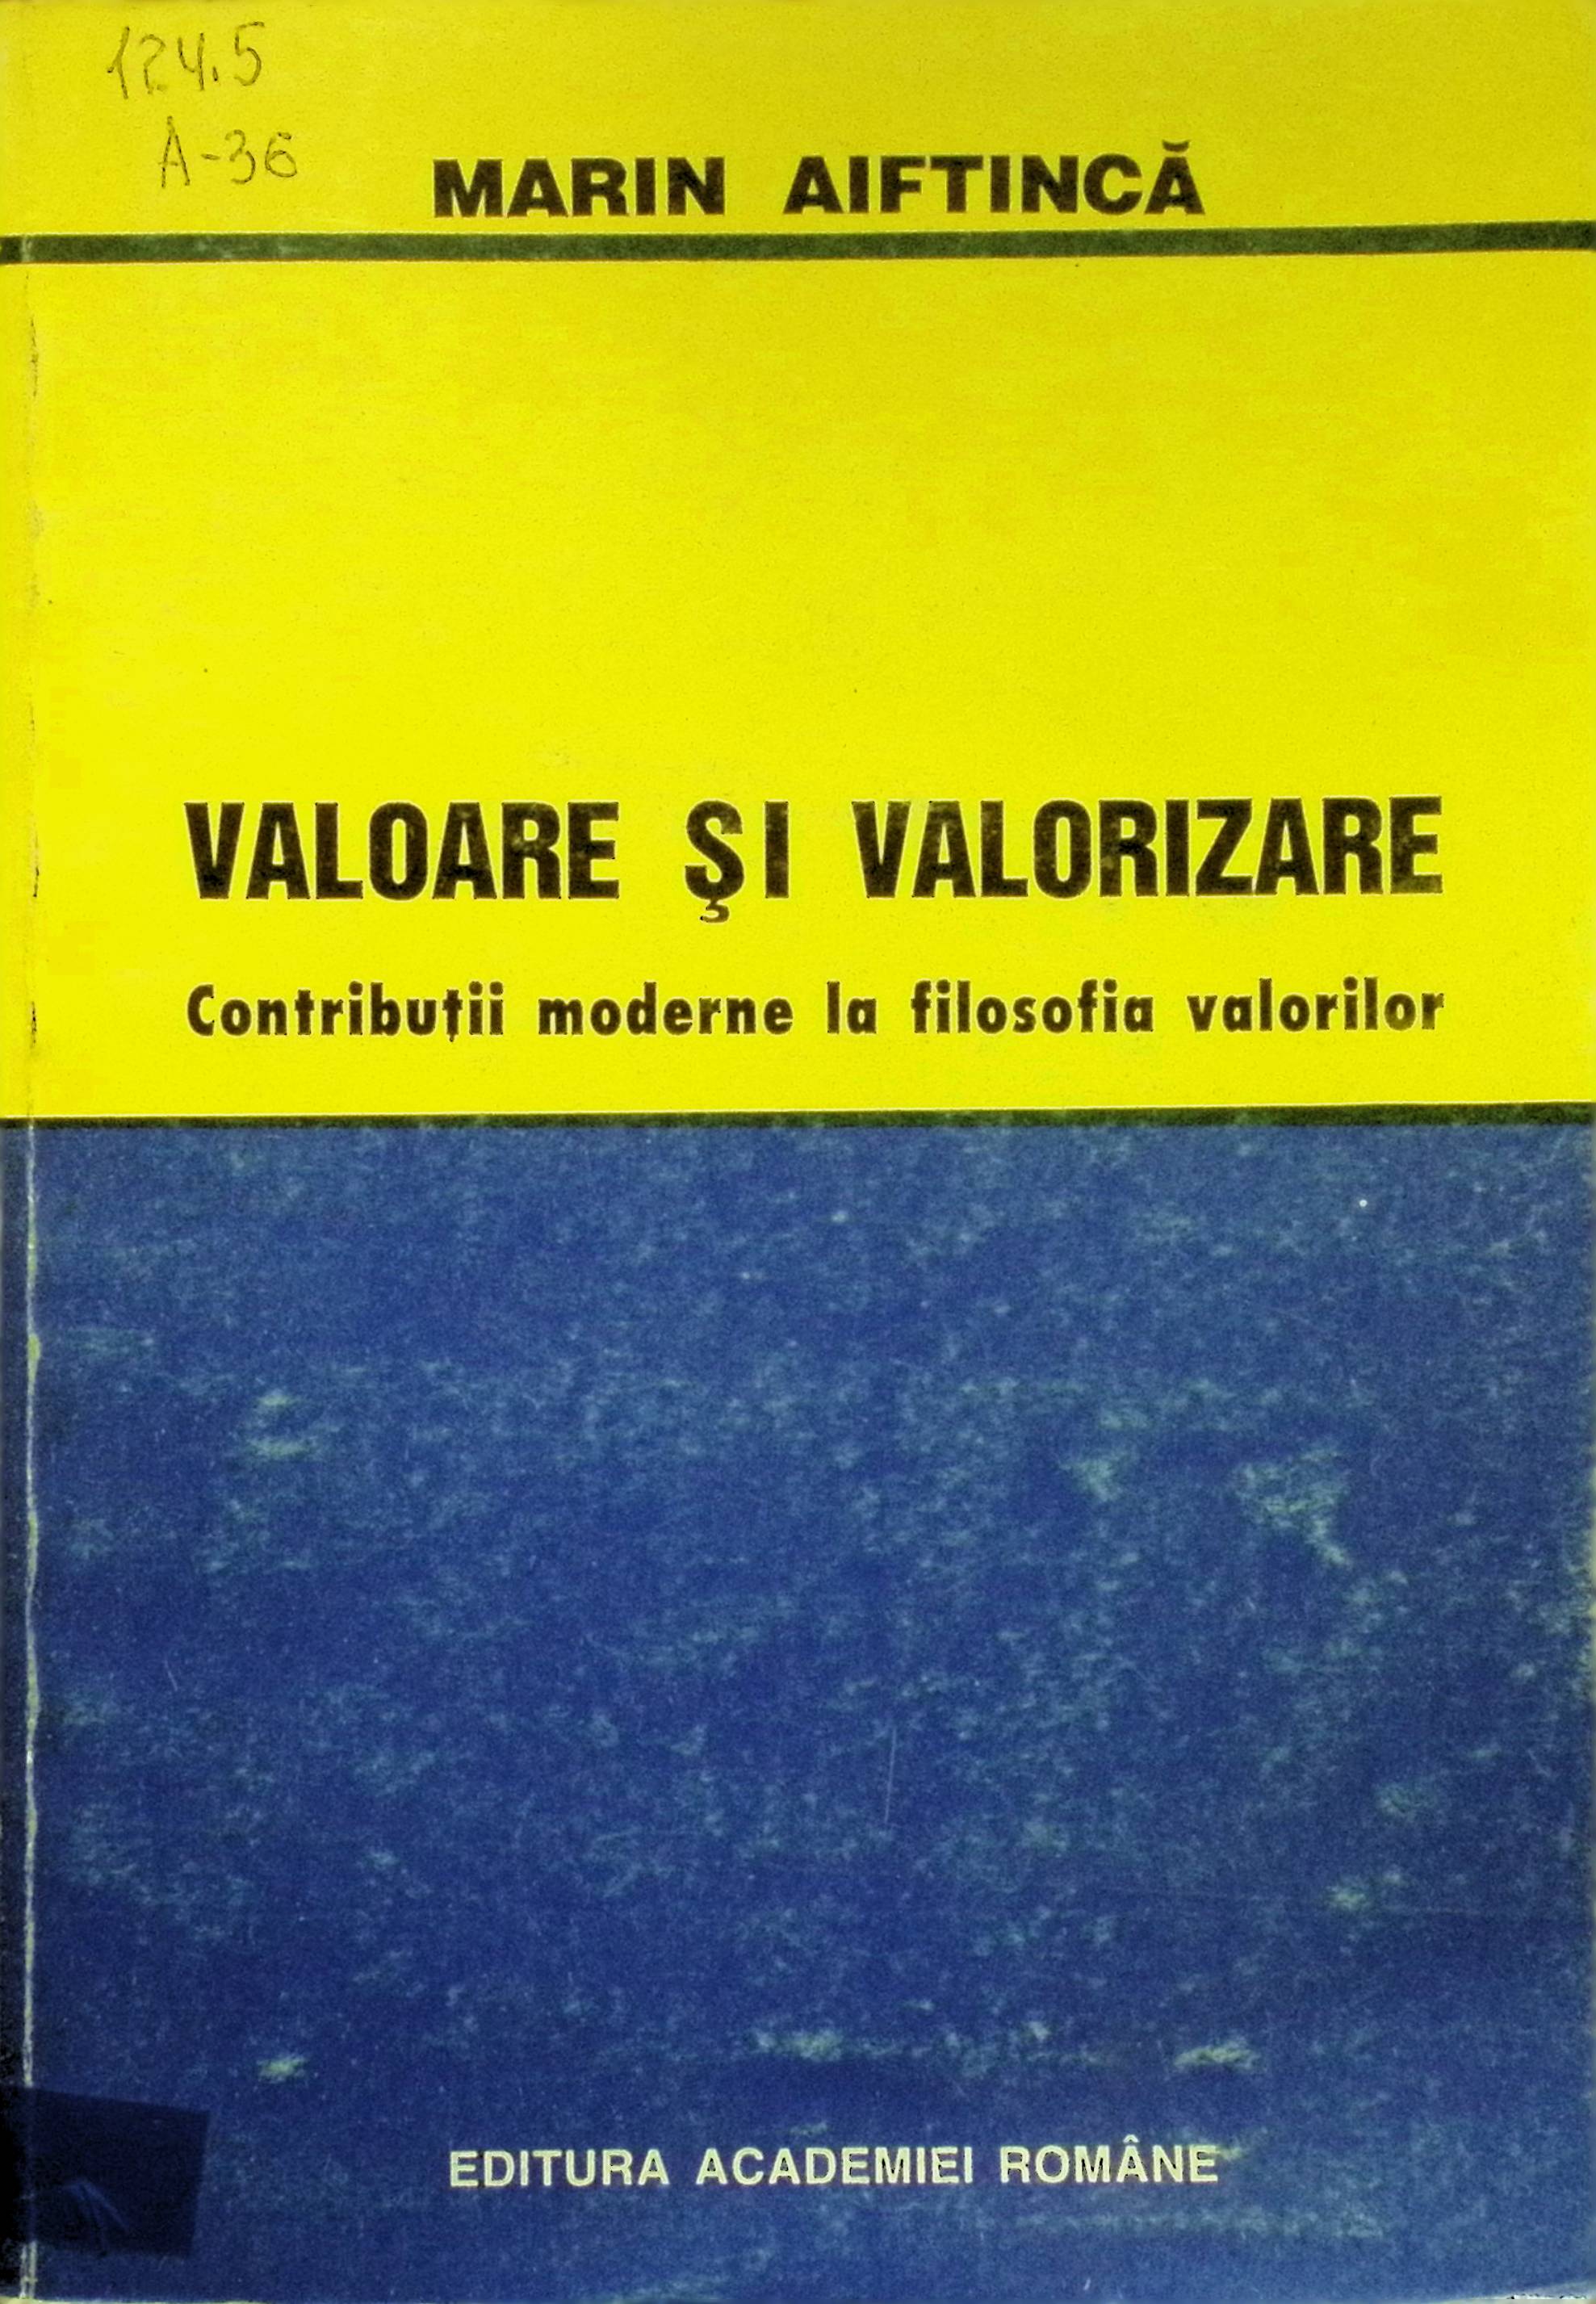 124.5
A-36
MARIN AIFTINCĂ
VALOARE ŞI VALORIZARE
Contribuţii moderne la filosofia valorilor
EDITURA ACADEMIEI ROMÂNE